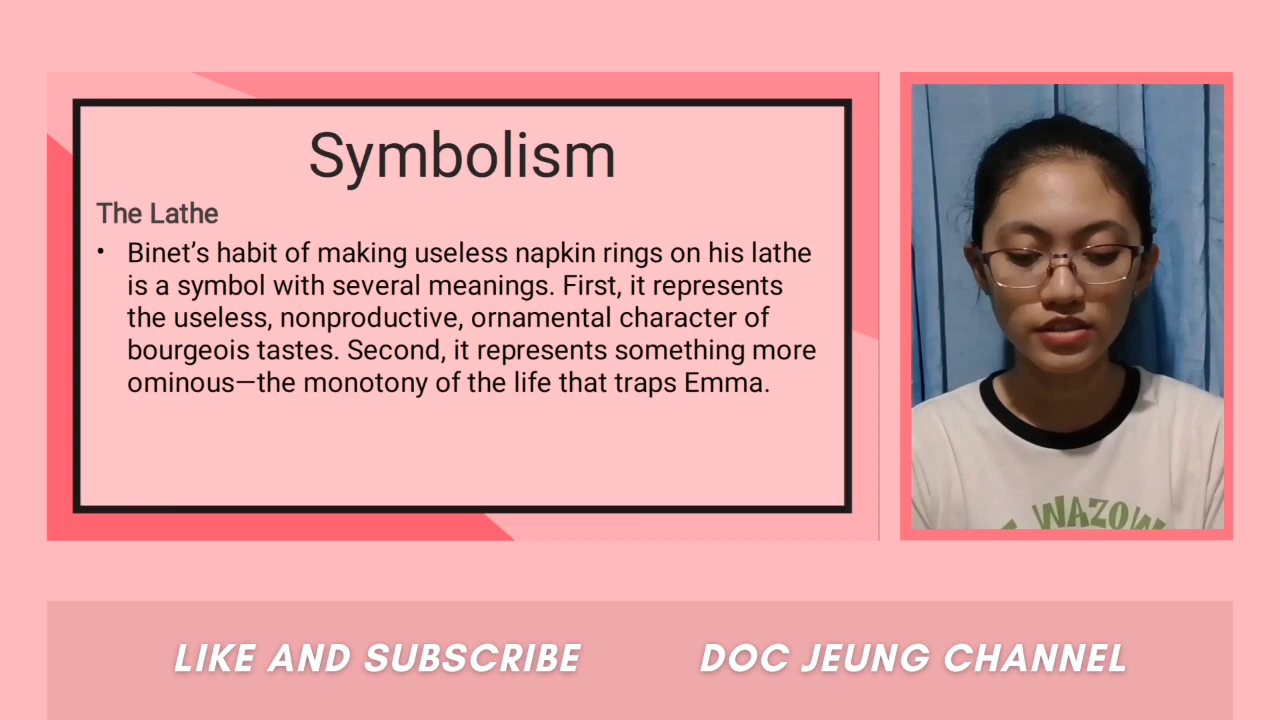 Symbolism
The Lathe
• Binet’s habit of making useless napkin rings on his lathe
is a symbol with several meanings. First, it represents
the useless, nonproductive, ornamental character of
bourgeois tastes. Second, it represents something more
ominous—the monotony of the life that traps Emma.
WAZOW
LIKE AND SUBSCRIBE
DOC JEUNG CHANNEL